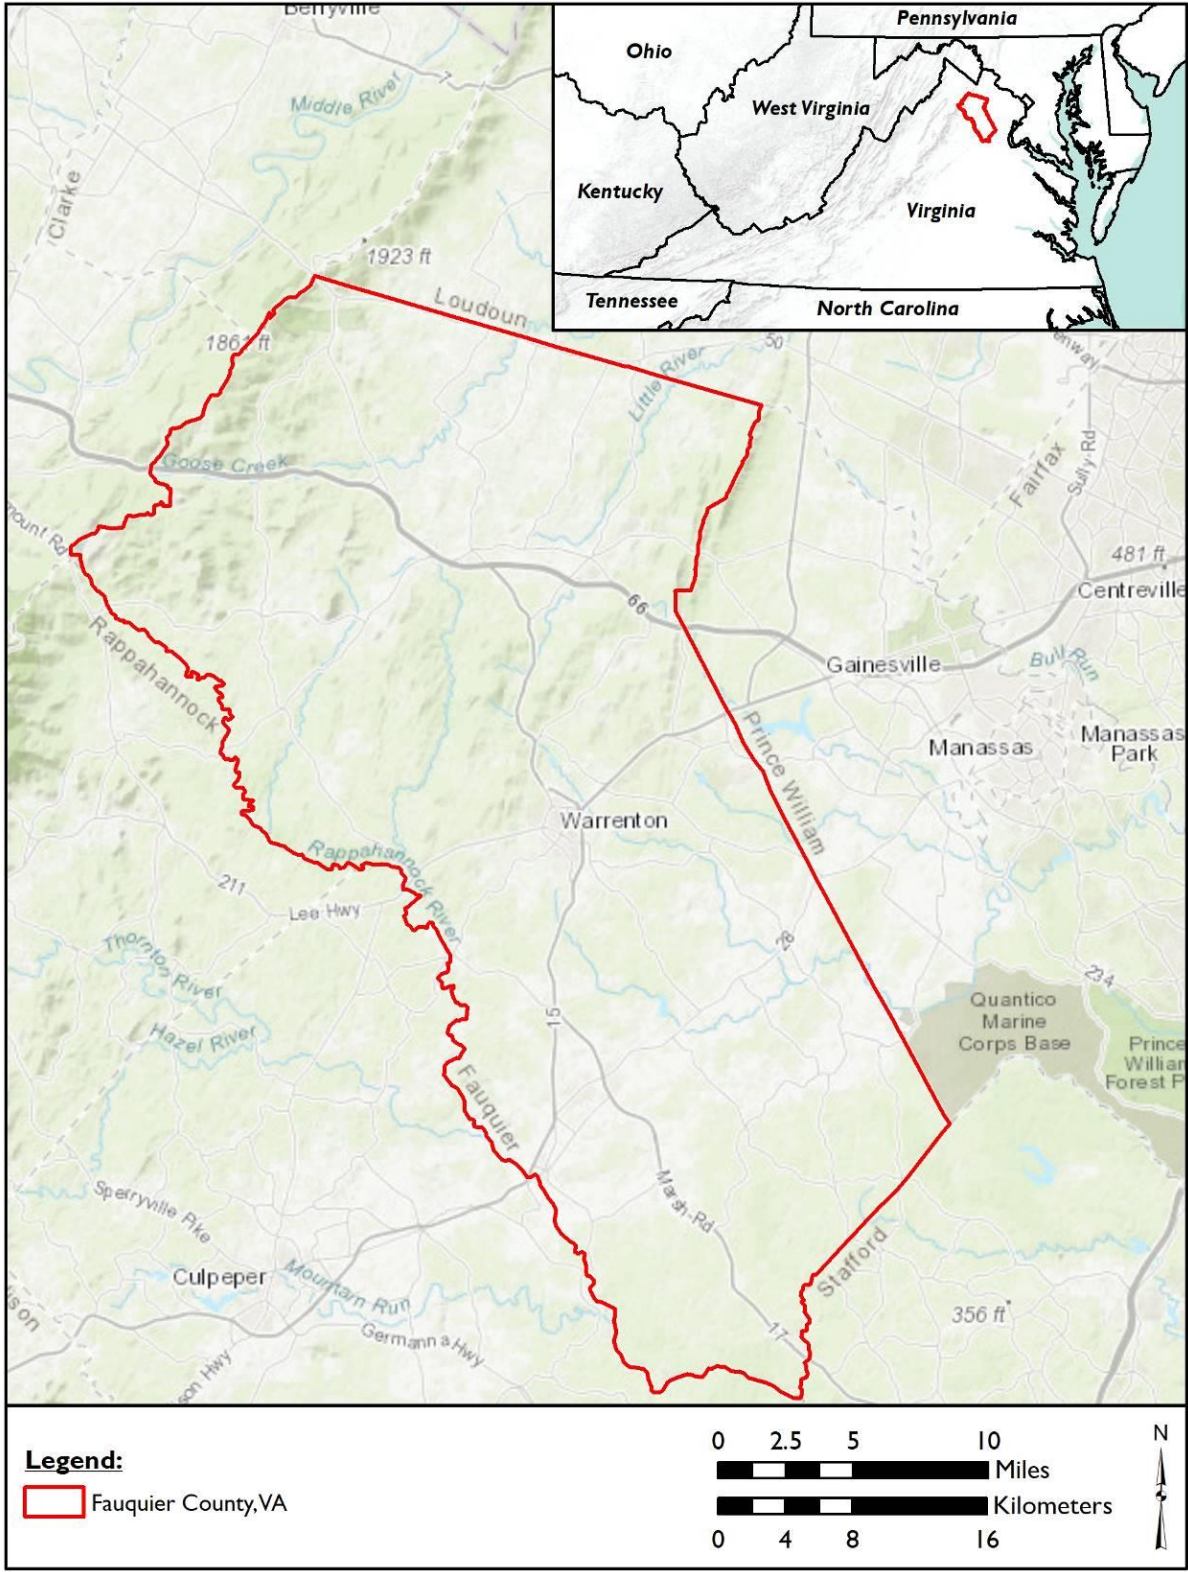 Berryville
7
Middle River
Clarke
1923 ft
Loudoun
1861 ft
Pennsylvania
Ohio
West Virginia
Kentucky
Virginia
Tennessee
North Carolina
50
Little River
Sully Rd
Fairfax
Goose Creek
481 ft
Centreville
66
Rappahannock
Gainesville
Bull Run
Prince William
Manassas
Manassas
Park
Warrenton
Rappahannock River
211
Lee Hwy
28
Thornton River
234
Hazel River
15
Quantico
Marine
Corps Base
Prince
William
Forest P
Fauquier
Marsh Rd
Sperryville Pike
Culpeper
Mountain Run
Stafford
356 ft
17
Germanna Hwy
Legend:
Fauquier County, VA
0 2.5 5 10
Miles
Kilometers
0 4 8 16
N